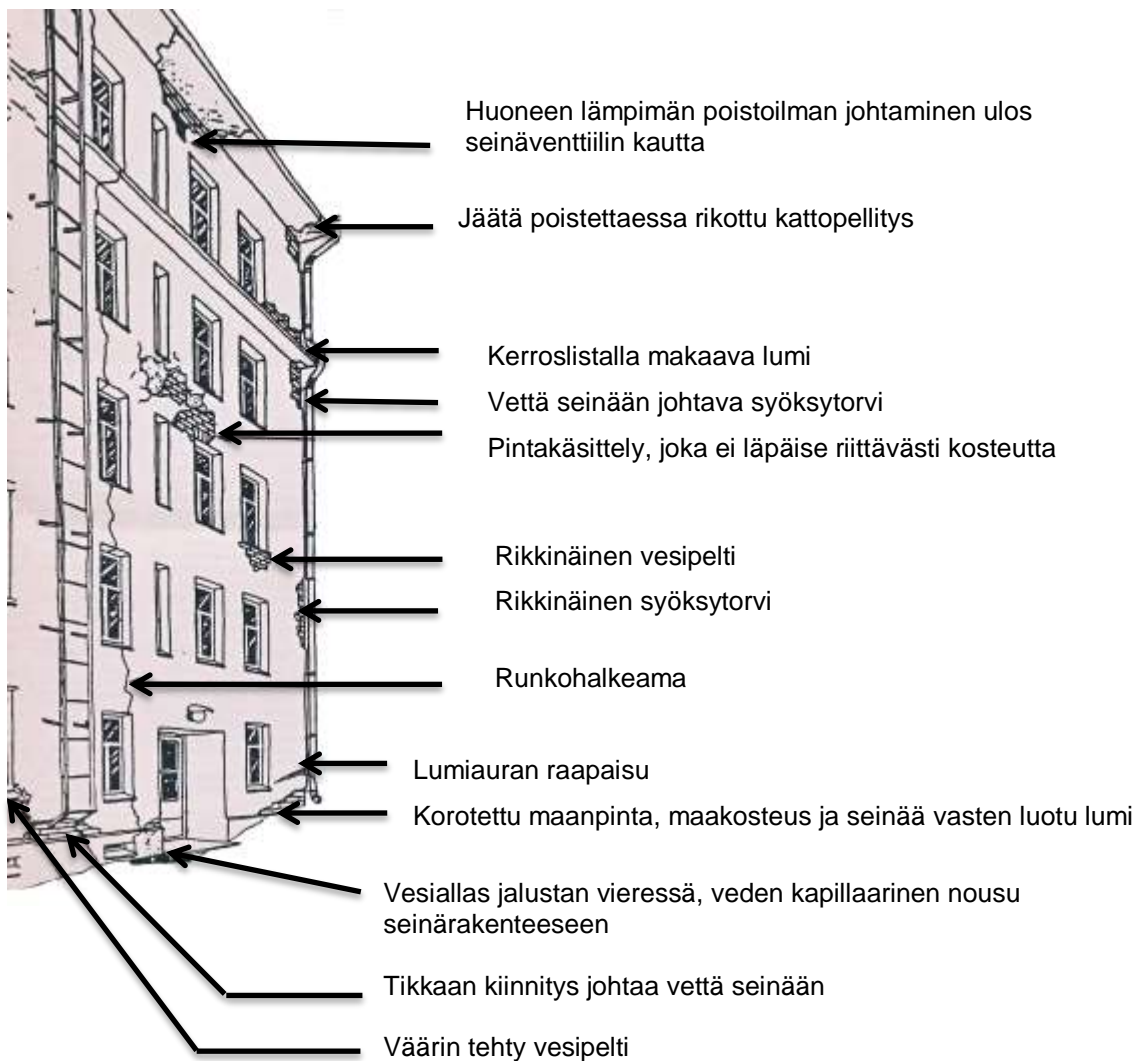 Huoneen lämpimän poistoilman johtaminen ulos
seinäventtiilin kautta
Jäätä poistettaessa rikottu kattopellitys
Kerroslistalla makaava lumi
Vettä seinään johtava syöksytorvi
Pintakäsittely, joka ei läpäise riittävästi kosteutta
Rikkinäinen vesipelti
Rikkinäinen syöksytorvi
Runkohalkeama
Lumiauran raapaisu
Korotettu maanpinta, maakosteus ja seinää vasten luotu lumi
Vesiallas jalustan vieressä, veden kapillaarinen nousu
seinärakenteeseen
Tikkaan kiinnitys johtaa vettä seinään
Väärin tehty vesipelti